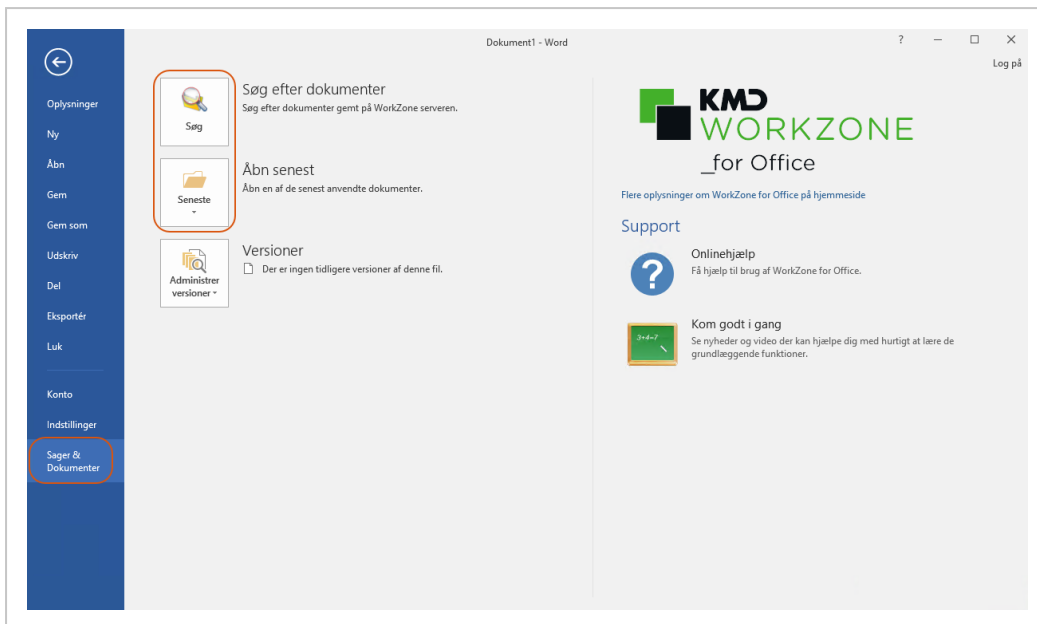 Dokument1 - Word
?
Log på
Oplysninger
Ny
Åbn
Gem
Gem som
Udskriv
Del
Eksportér
Luk
Konto
Indstillinger
Sager &
Dokumenter
Søg
Søg efter dokumenter
Søg efter dokumenter gemt på WorkZone serveren.
Seneste
Åbn senest
Åbn en af de senest anvendte dokumenter.
Administrer
versioner
Versioner
Der er ingen tidligere versioner af denne fil.
KMD
WORKZONE
_for Office
Flere oplysninger om WorkZone for Office på hjemmeside
Support
?
Onlinehjælp
Få hjælp til brug af WorkZone for Office.
3+4=7
Kom godt i gang
Se nyheder og video der kan hjælpe dig med hurtigt at lære de
grundlæggende funktioner.